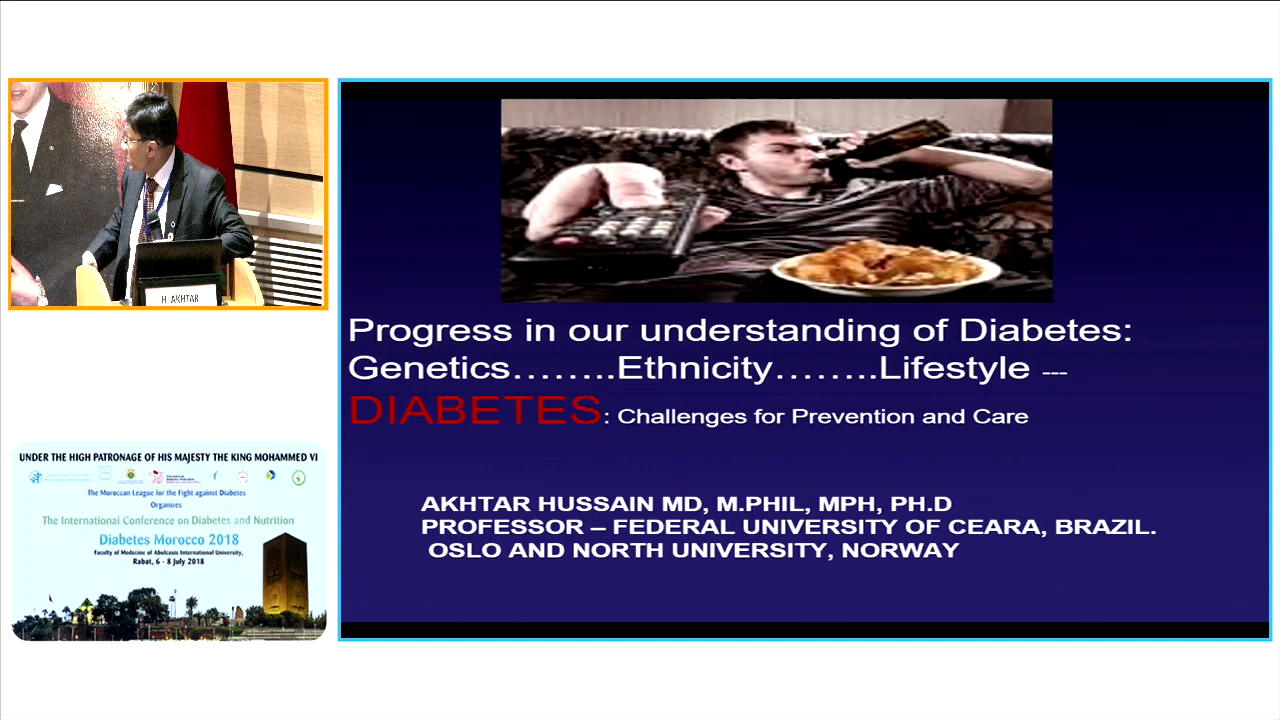 H. AKHTAR
UNDER THE HIGH PATRONAGE OF HIS MAJESTY THE KING MOHAMMED VI
The Moroccan League for the Fight against Diabetes
Organizes
The International Conference on Diabetes and Nutrition
Diabetes Morocco 2018
Faculty of Medecine of Abulcasis International University,
Rabat, 6 - 8 July 2018
Progress in our understanding of Diabetes:
Genetics........Ethnicity........Lifestyle ---
DIABETES: Challenges for Prevention and Care
AKHTAR HUSSAIN MD, M.PHIL, MPH, PH.D
PROFESSOR – FEDERAL UNIVERSITY OF CEARA, BRAZIL.
OSLO AND NORTH UNIVERSITY, NORWAY